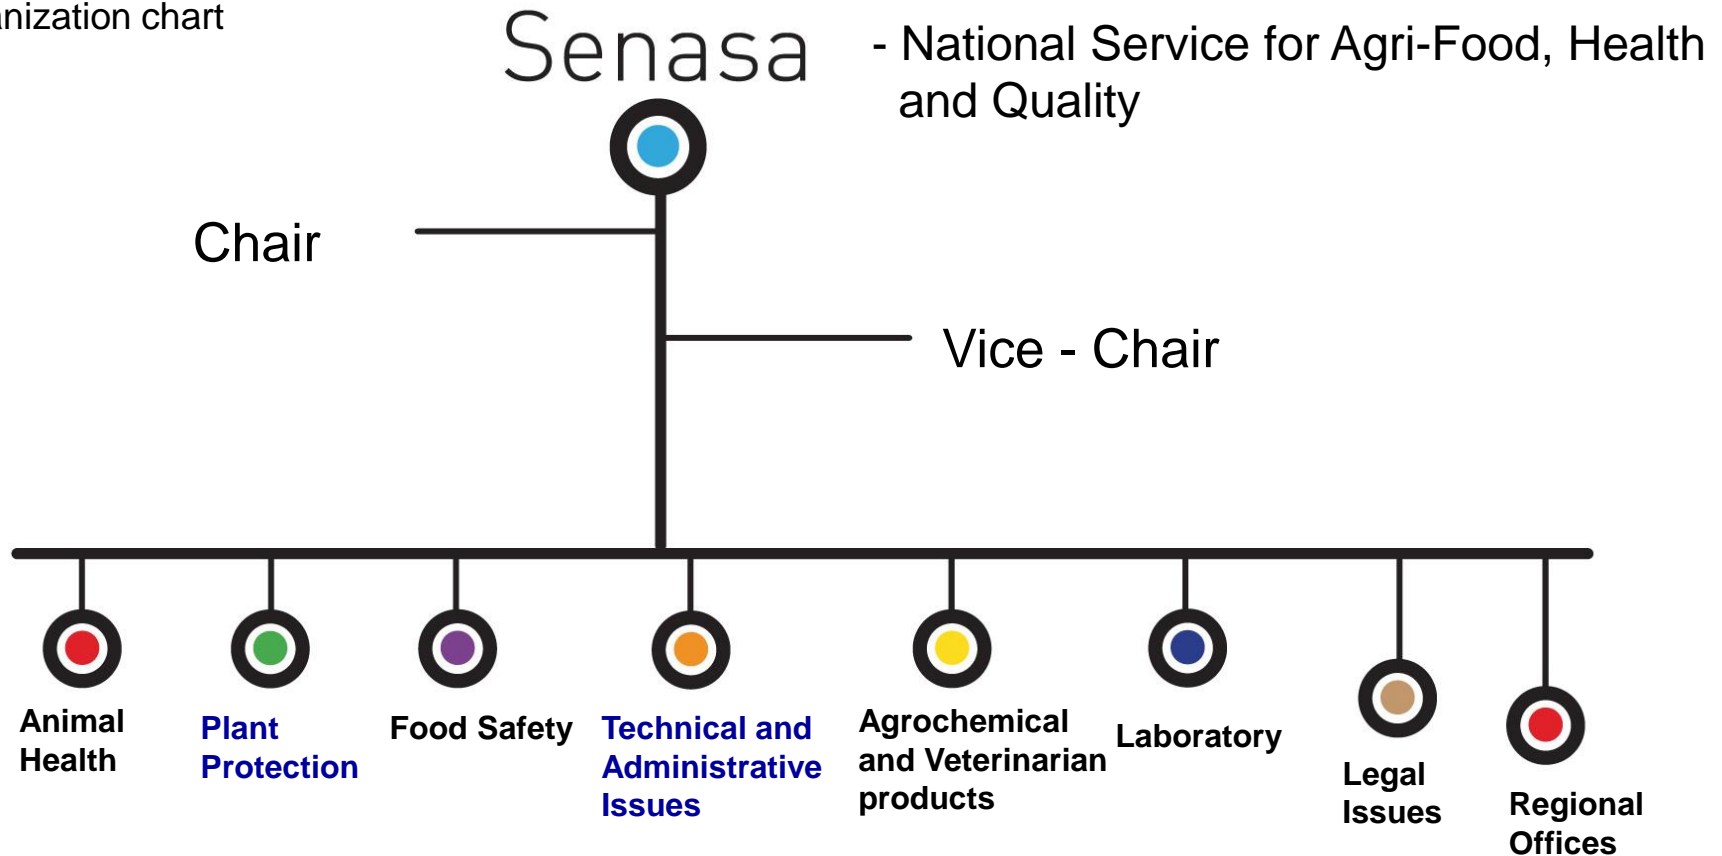 anization chart
Senasa
- National Service for Agri-Food, Health
and Quality
Chair
Vice - Chair
Animal
Health
Plant
Protection
Food Safety
Technical and
Administrative
Issues
Agrochemical
and Veterinarian
products
Laboratory
Legal
Issues
Regional
Offices